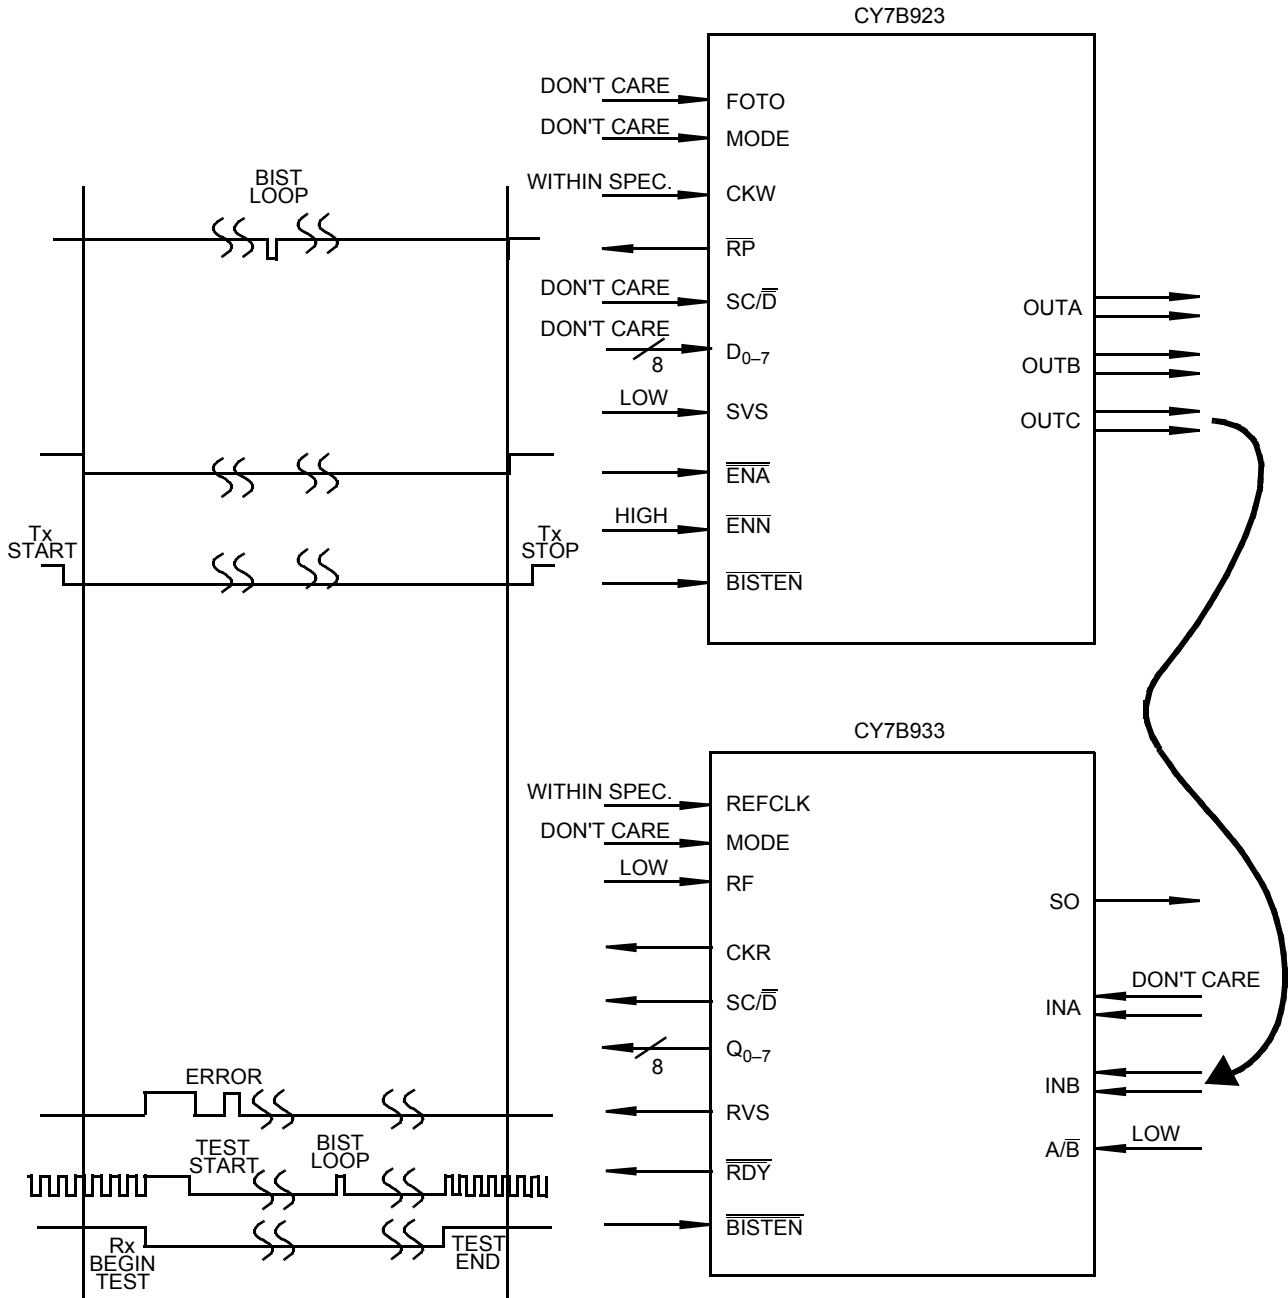 CY7B923
DON'T CARE
FOTO
DON'T CARE
MODE
BIST
LOOP
WITHIN SPEC.
CKW
RP
DON'T CARE
SC/D
OUTA
DON'T CARE
8
D0–7
OUTB
LOW
SVS
OUTC
ENA
Tx
START
Tx
STOP
HIGH
ENN
BISTEN
CY7B933
WITHIN SPEC.
REFCLK
DON'T CARE
MODE
LOW
RF
SO
CKR
DON'T CARE
SC/D
INA
8
Q0–7
ERROR
INB
RVS
TEST
START
BIST
LOOP
LOW
A/B
RDY
BISTEN
Rx
BEGIN
TEST
TEST
END